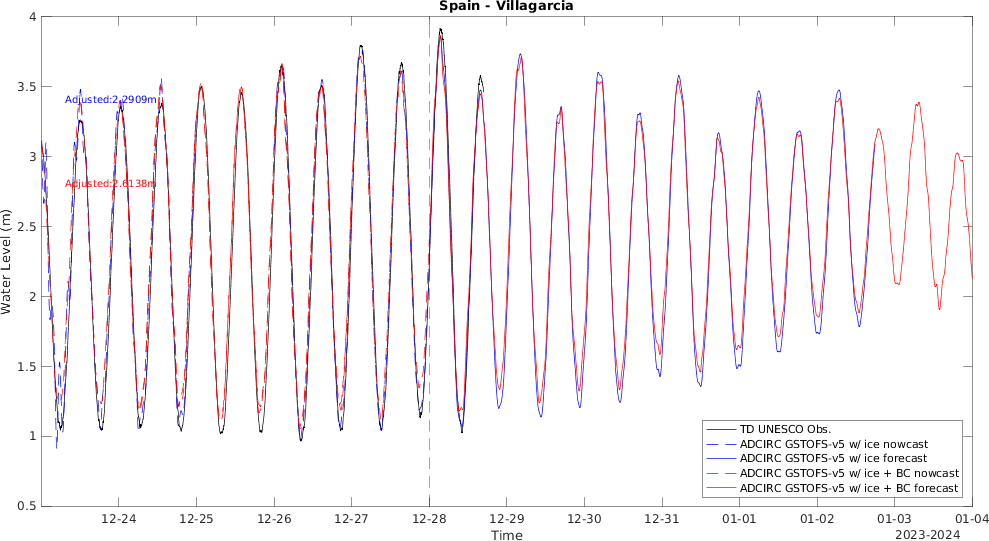 Spain - Villagarcia
4
3.5
3
2.5
2
1.5
1
0.5
Water Level (m)
Adjusted:2.2909m
Adjusted:2.6138m
TD UNESCO Obs.
ADCIRC GSTOFS-v5 w/ ice nowcast
ADCIRC GSTOFS-v5 w/ ice forecast
ADCIRC GSTOFS-v5 w/ ice + BC nowcast
ADCIRC GSTOFS-v5 w/ ice + BC forecast
12-24 12-25 12-26 12-27 12-28 12-29 12-30 12-31 01-01 01-02 01-03 01-04
Time
2023-2024